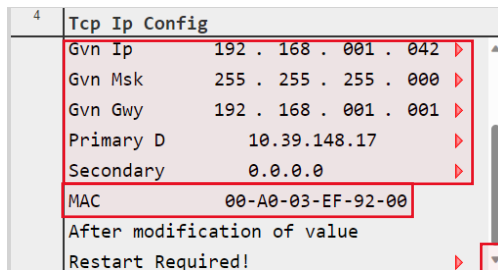 4
Tcp Ip Config
Gvn Ip 192 . 168 . 001 . 042
Gvn Msk 255 . 255 . 255 . 000
Gvn Gwy 192 . 168 . 001 . 001
Primary D 10.39.148.17
Secondary 0.0.0.0
MAC 00-A0-03-EF-92-00
After modification of value
Restart Required!